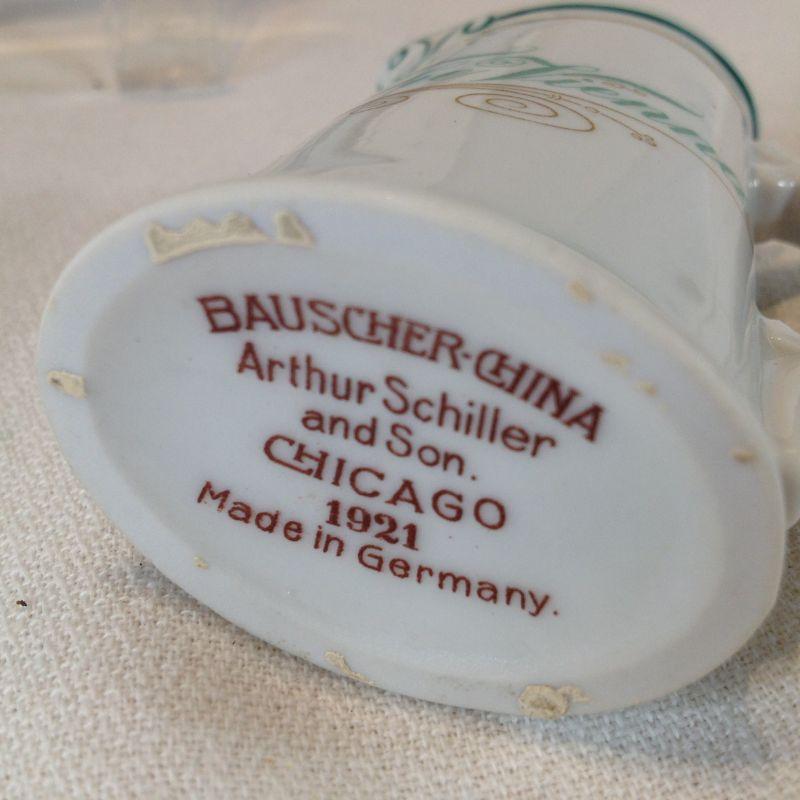 BAUSCHER-CHINA
Arthur Schiller
and Son.
CHICAGO
1921
Made in Germany.